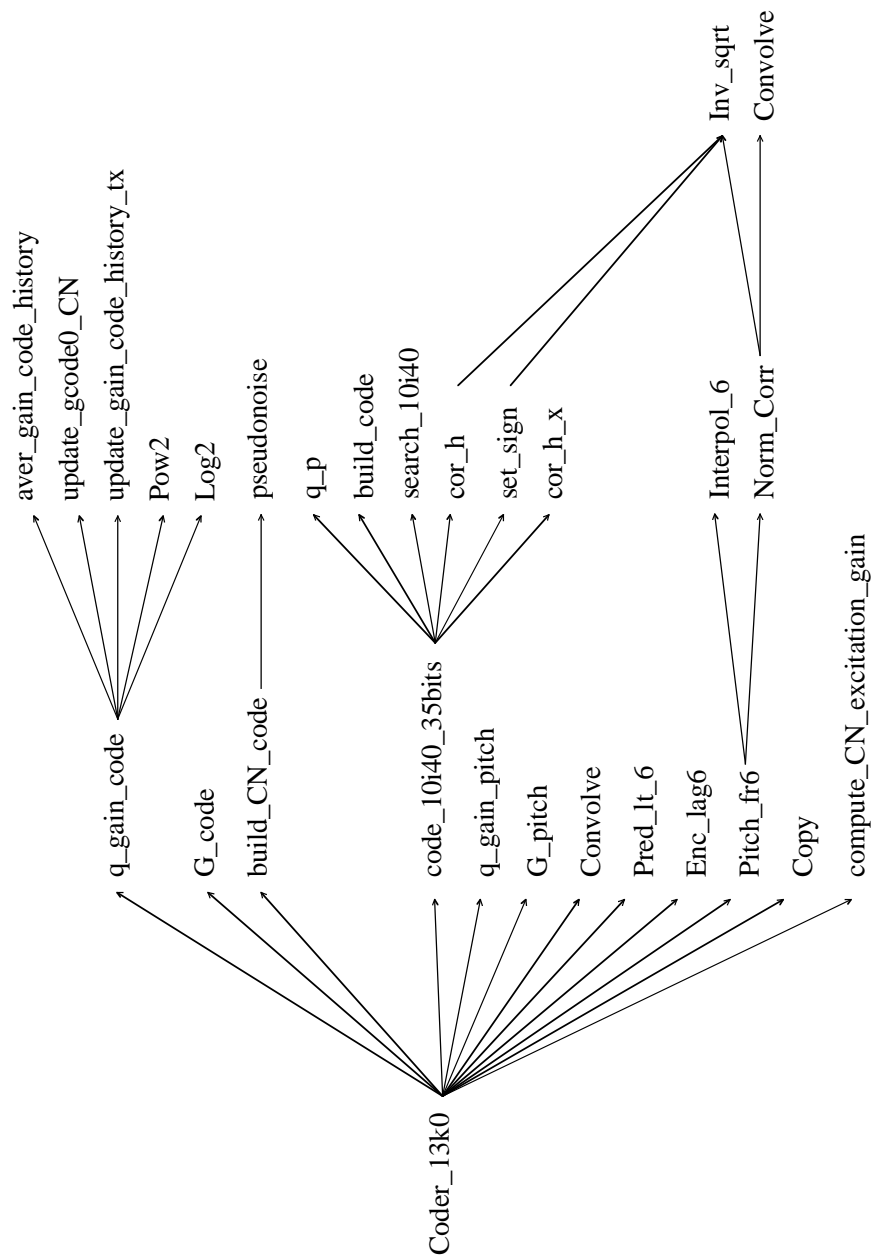 Coder_13k0
q_gain_code
G_code
build_CN_code
code_10i40_35bits
q_gain_pitch
G_pitch
Convolve
Pred_lt_6
Enc_lag6
Pitch_fr6
Copy
compute_CN_excitation_gain
aver_gain_code_history
update_gcode0_CN
update_gain_code_history_tx
Pow2
Log2
pseudonoise
q_p
build_code
search_10i40
cor_h
set_sign
cor_h_x
Interpol_6
Norm_Corr
Inv_sqrt
Convolve